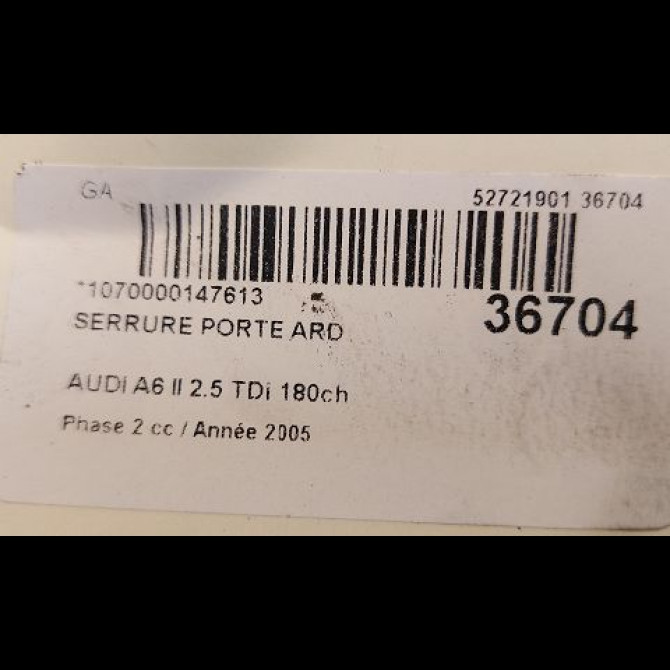 GA
52721901 36704
*1070000147613
36704
SERRURE PORTE ARD
AUDI A6 II 2.5 TDi 180ch
Phase 2 cc / Année 2005